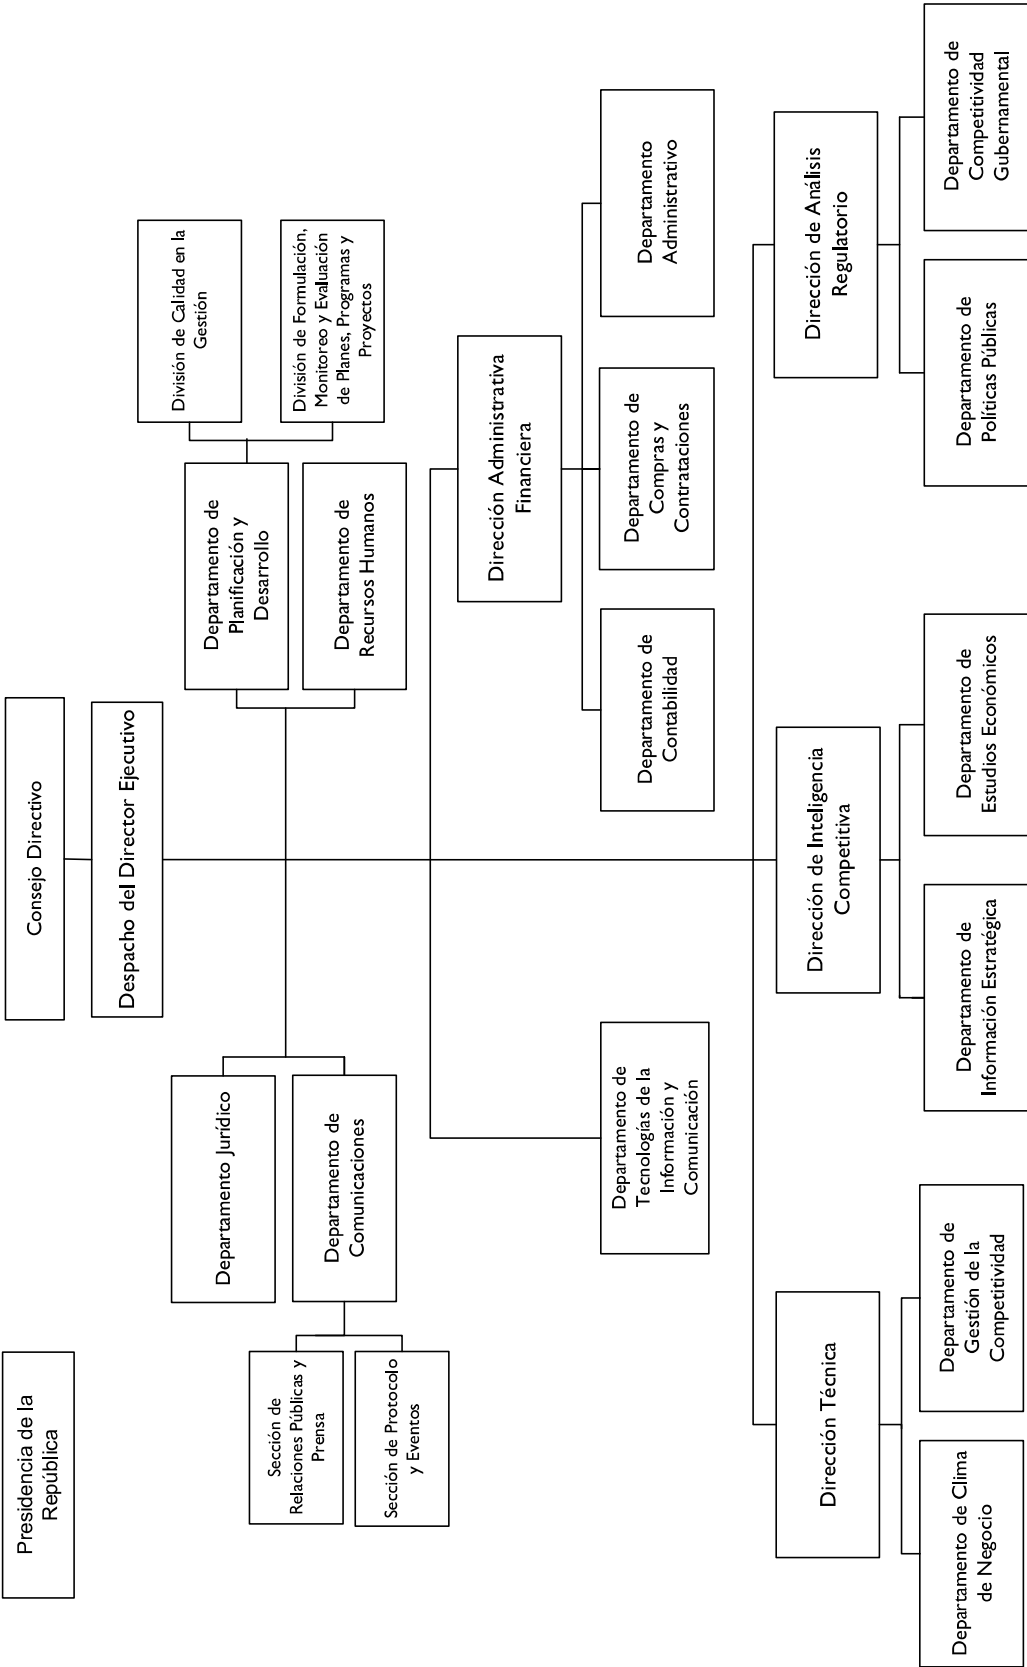 Presidencia de la
República
Consejo Directivo
Despacho del Director Ejecutivo
Departamento Jurídico
Departamento de
Comunicaciones
Sección de
Relaciones Públicas y
Prensa
Sección de Protocolo
y Eventos
Departamento de
Planificación y
Desarrollo
Departamento de
Recursos Humanos
División de Calidad en la
Gestión
División de Formulación,
Monitoreo y Evaluación
de Planes, Programas y
Proyectos
Departamento de
Tecnologías de la
Información y
Comunicación
Dirección Administrativa
Financiera
Departamento de
Contabilidad
Departamento de
Compras y
Contrataciones
Departamento
Administrativo
Dirección Técnica
Dirección de Inteligencia
Competitiva
Dirección de Análisis
Regulatorio
Departamento de Clima
de Negocio
Departamento de
Gestión de la
Competitividad
Departamento de
Información Estratégica
Departamento de
Estudios Económicos
Departamento de
Políticas Públicas
Departamento de
Competitividad
Gubernamental